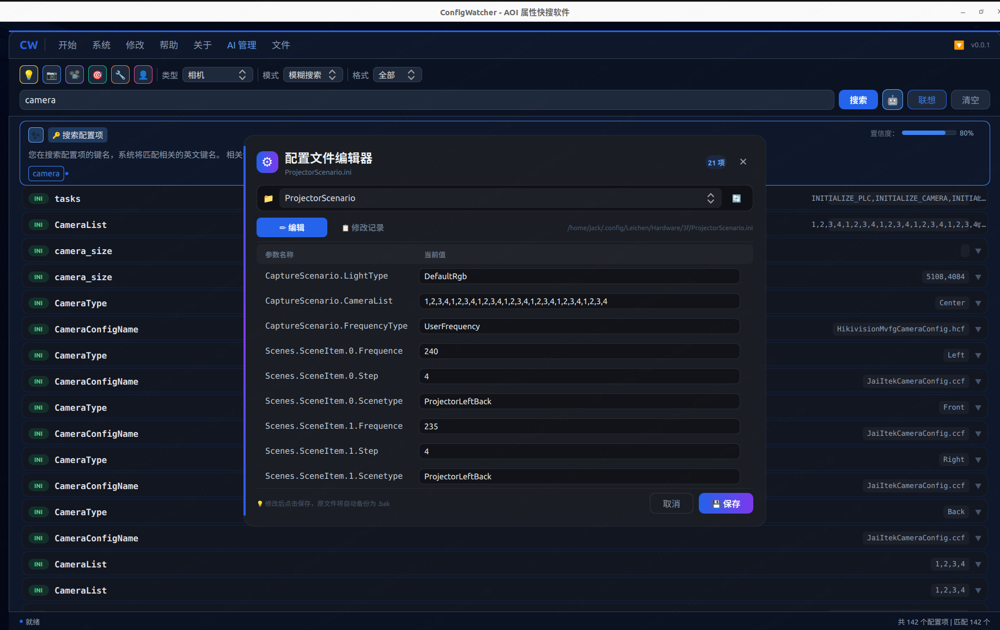 ConfigWatcher - AOI 属性快搜软件
CW 开始 系统 修改 帮助 关于 AI 管理 文件 v0.0.1
类型 相机 模式 模糊搜索 格式 全部
camera 搜索 联想 清空
搜索配置项 置信度： 80%
您在搜索配置项的键名，系统将匹配相关的英文键名。 相关
camera
配置文件编辑器 21 项
ProjectorScenario.ini
ProjectorScenario
编辑 修改记录 /home/jack/.config/Leichen/Hardware/3f/ProjectorScenario.ini
参数名称 当前值
CaptureScenario.LightType DefaultRgb
CaptureScenario.CameraList 1,2,3,4,1,2,3,4,1,2,3,4,1,2,3,4,1,2,3,4,1,2,3,4,1,2,3,4
CaptureScenario.FrequencyType UserFrequency
Scenes.SceneItem.0.Frequence 240
Scenes.SceneItem.0.Step 4
Scenes.SceneItem.0.Scenetype ProjectorLeftBack
Scenes.SceneItem.1.Frequence 235
Scenes.SceneItem.1.Step 4
Scenes.SceneItem.1.Scenetype ProjectorLeftBack
修改后点击保存，原文件将自动备份为 .bak 取消 保存
INI tasks INITIALIZE_PLC,INITIALIZE_CAMERA,INITIA…
INI CameraList 1,2,3,4,1,2,3,4,1,2,3,4,1,2,3,4,1,2,3,4,…
INI camera_size
INI camera_size 5108,4084
INI CameraType Center
INI CameraConfigName HikivisionMvfgCameraConfig.hcf
INI CameraType Left
INI CameraConfigName JaiItekCameraConfig.ccf
INI CameraType Front
INI CameraConfigName JaiItekCameraConfig.ccf
INI CameraType Right
INI CameraConfigName JaiItekCameraConfig.ccf
INI CameraType Back
INI CameraConfigName JaiItekCameraConfig.ccf
INI CameraList 1,2,3,4
INI CameraList 1,2,3,4
就绪 共 142 个配置项 | 匹配 142 个